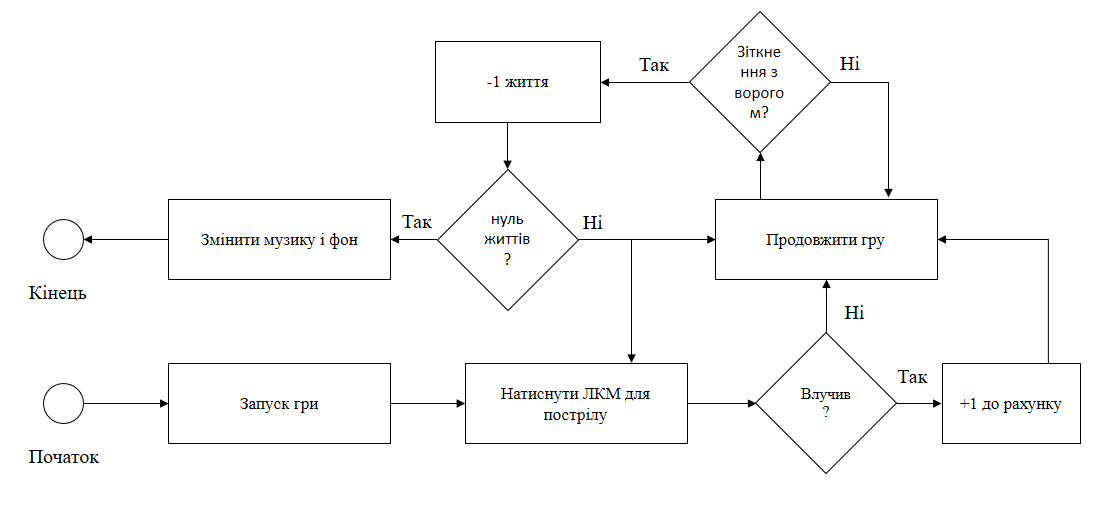 Зіткне
ння з
ворого
м?
Так
Ні
-1 життя
нуль
життів
?
Так
Ні
Змінити музику і фон
Продовжити гру
Кінець
Ні
Запуск гри
Натиснути ЛКМ для
пострілу
Влучив
?
Так
+1 до рахунку
Початок